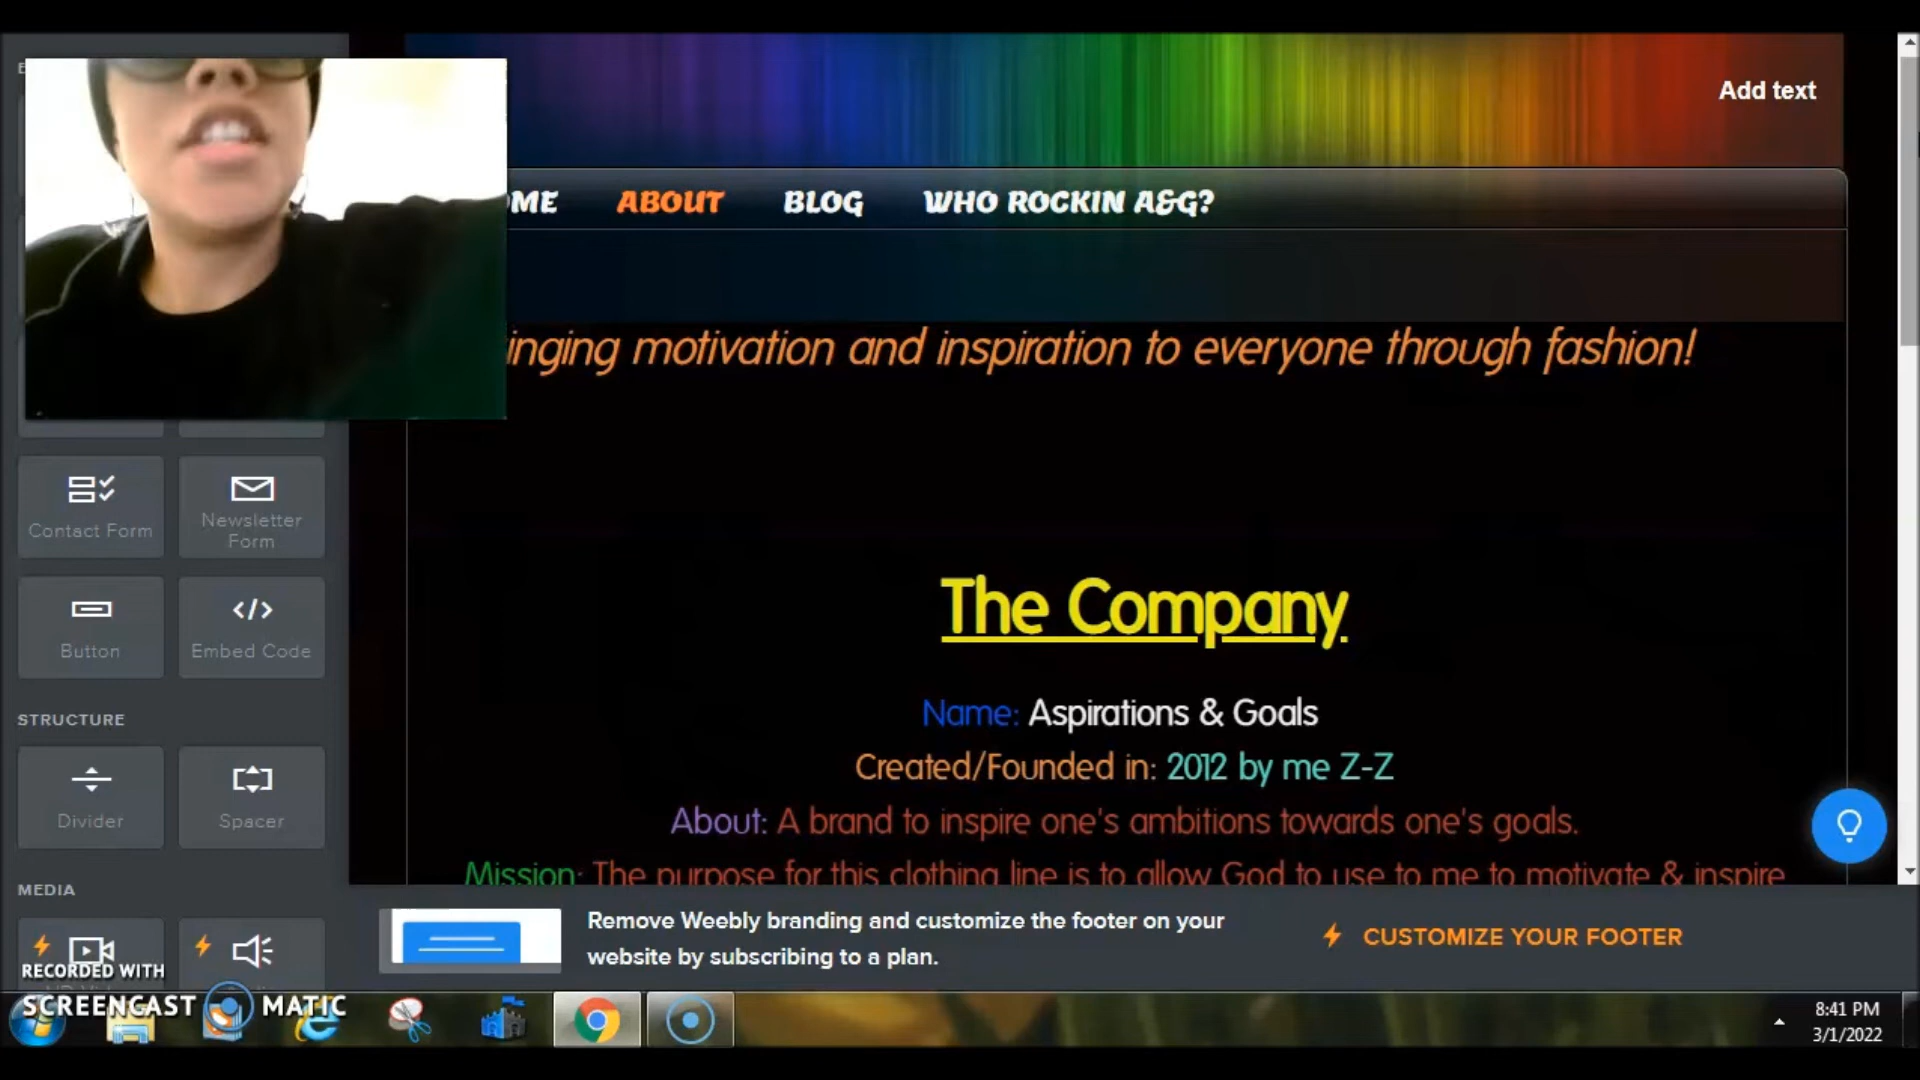 Add text
OME ABOUT BLOG WHO ROCKIN A&G?
inging motivation and inspiration to everyone through fashion!
Contact Form
Newsletter
Form
Button
Embed Code
STRUCTURE
Divider
Spacer
MEDIA
The Company
Name: Aspirations & Goals
Created/Founded in: 2012 by me Z-Z
About: A brand to inspire one's ambitions towards one's goals.
Mission: The purpose for this clothing line is to allow God to use to me to motivate & inspire
Remove Weebly branding and customize the footer on your
website by subscribing to a plan.
CUSTOMIZE YOUR FOOTER
RECORDED WITH
SCREENCAST MATIC
8:41 PM
3/1/2022